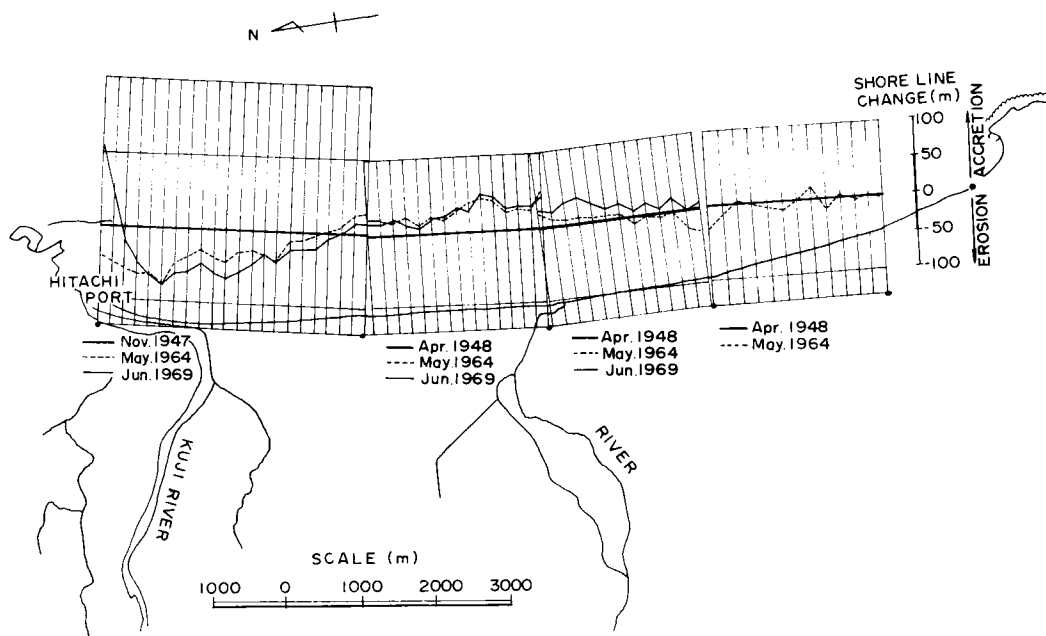 N
SHORE LINE
CHANGE (m)
100
50
0
-50
-100
ACCRETION
EROSION
HITACHI
PORT
Nov. 1947
May. 1964
Jun. 1969
Apr. 1948
May. 1964
Jun. 1969
Apr. 1948
May. 1964
Jun. 1969
Apr. 1948
May. 1964
KUJI RIVER
RIVER
SCALE (m)
1000 0 1000 2000 3000